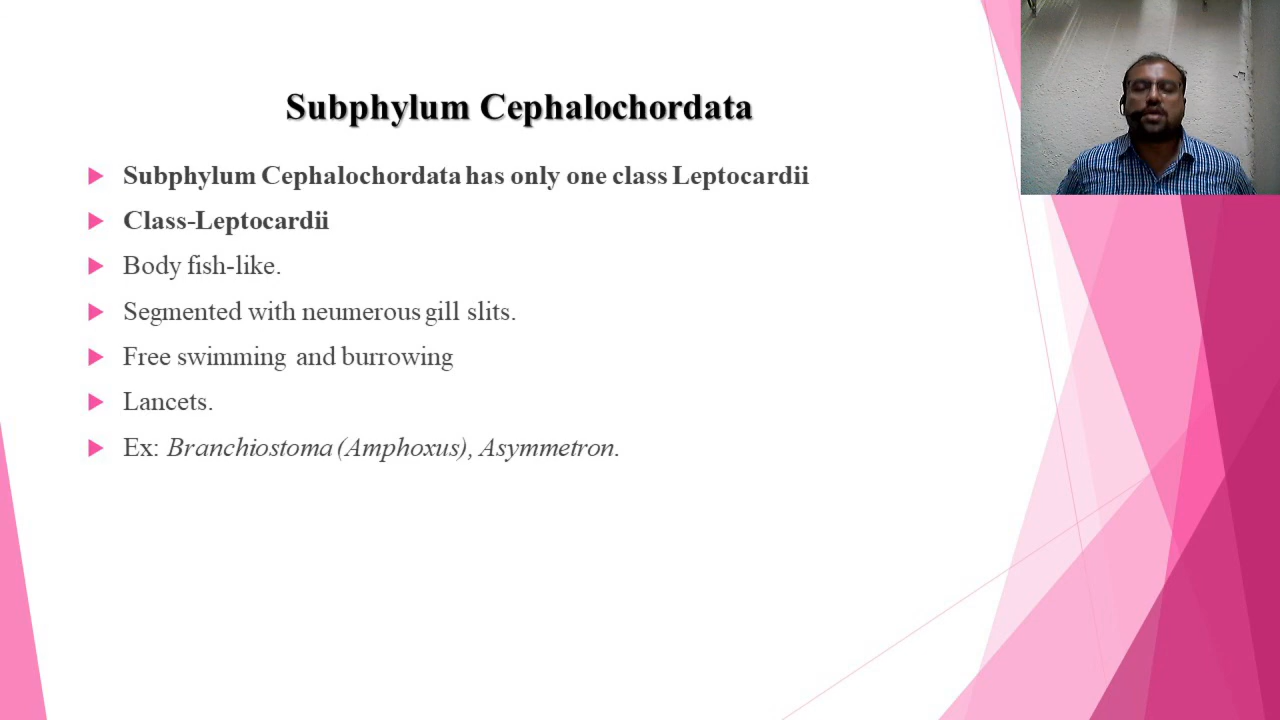 Subphylum Cephalochordata
Subphylum Cephalochordata has only one class Leptocardii
Class-Leptocardii
Body fish-like.
Segmented with neumerous gill slits.
Free swimming and burrowing
Lancets.
Ex: Branchiostoma (Amphoxus), Asymmetron.